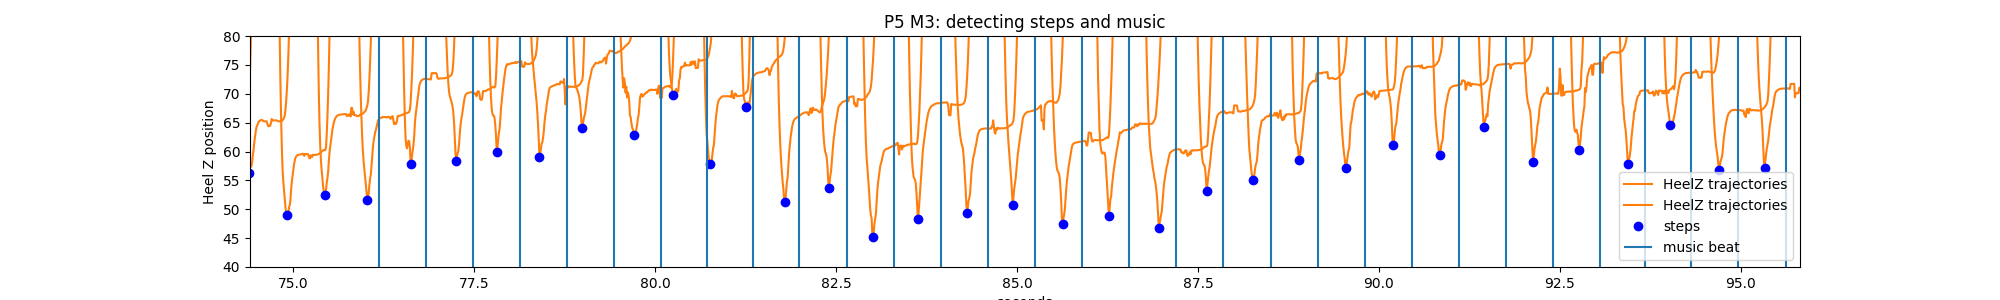 P5 M3: detecting steps and music
80
75
70
65
60
55
50
45
40
Heel Z position
75.0 77.5 80.0 82.5 85.0 87.5 90.0 92.5 95.0
seconds
HeelZ trajectories
HeelZ trajectories
steps
music beat